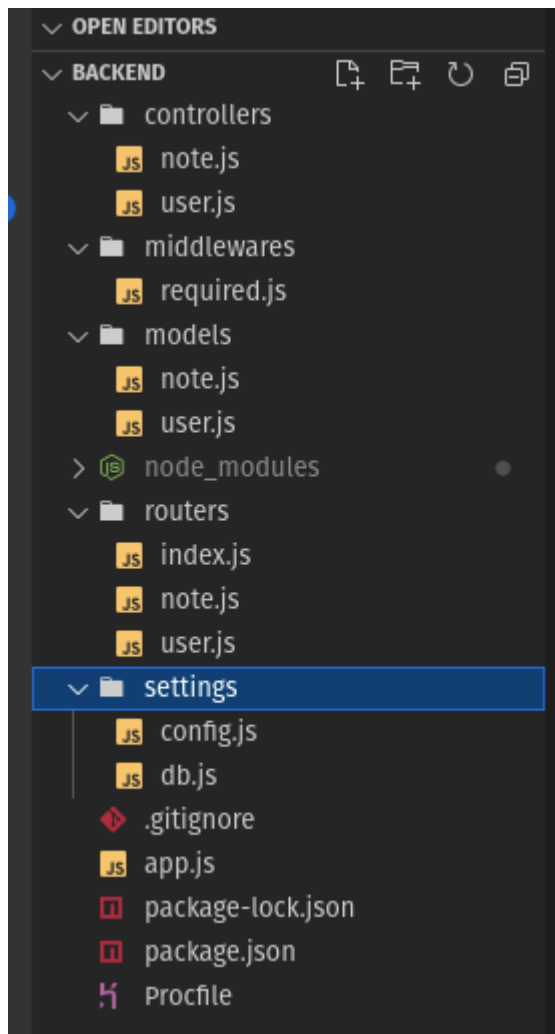 OPEN EDITORS
BACKEND
controllers
JS note.js
JS user.js
middlewares
JS required.js
models
JS note.js
JS user.js
JS node_modules
routers
JS index.js
JS note.js
JS user.js
settings
JS config.js
JS db.js
.gitignore
JS app.js
package-lock.json
package.json
Procfile